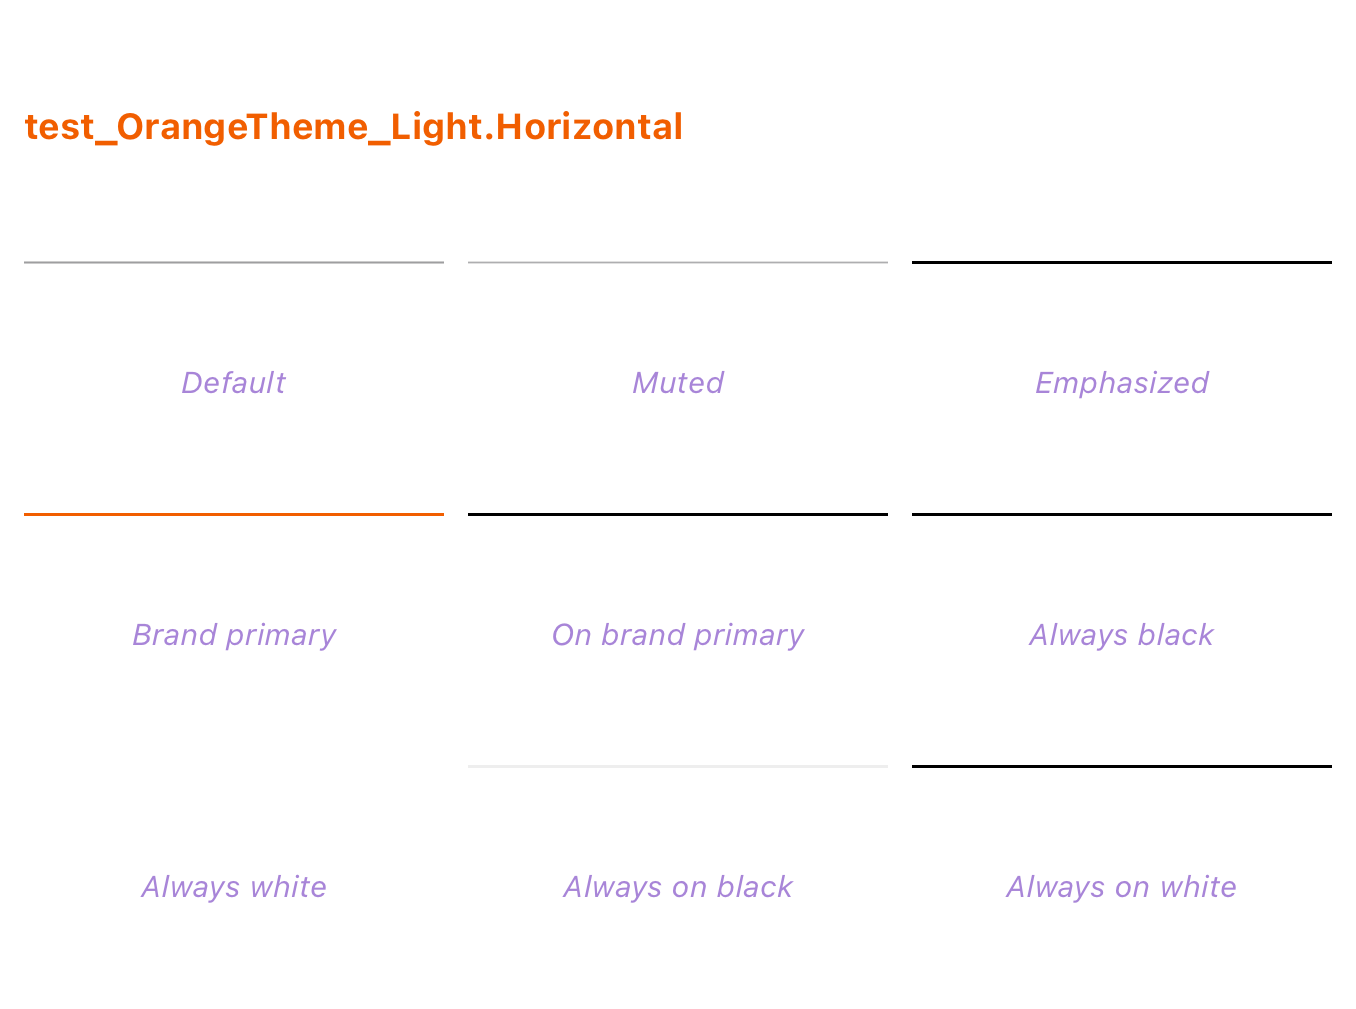 test_OrangeTheme_Light.Horizontal
Default
Muted
Emphasized
Brand primary
On brand primary
Always black
Always white
Always on black
Always on white